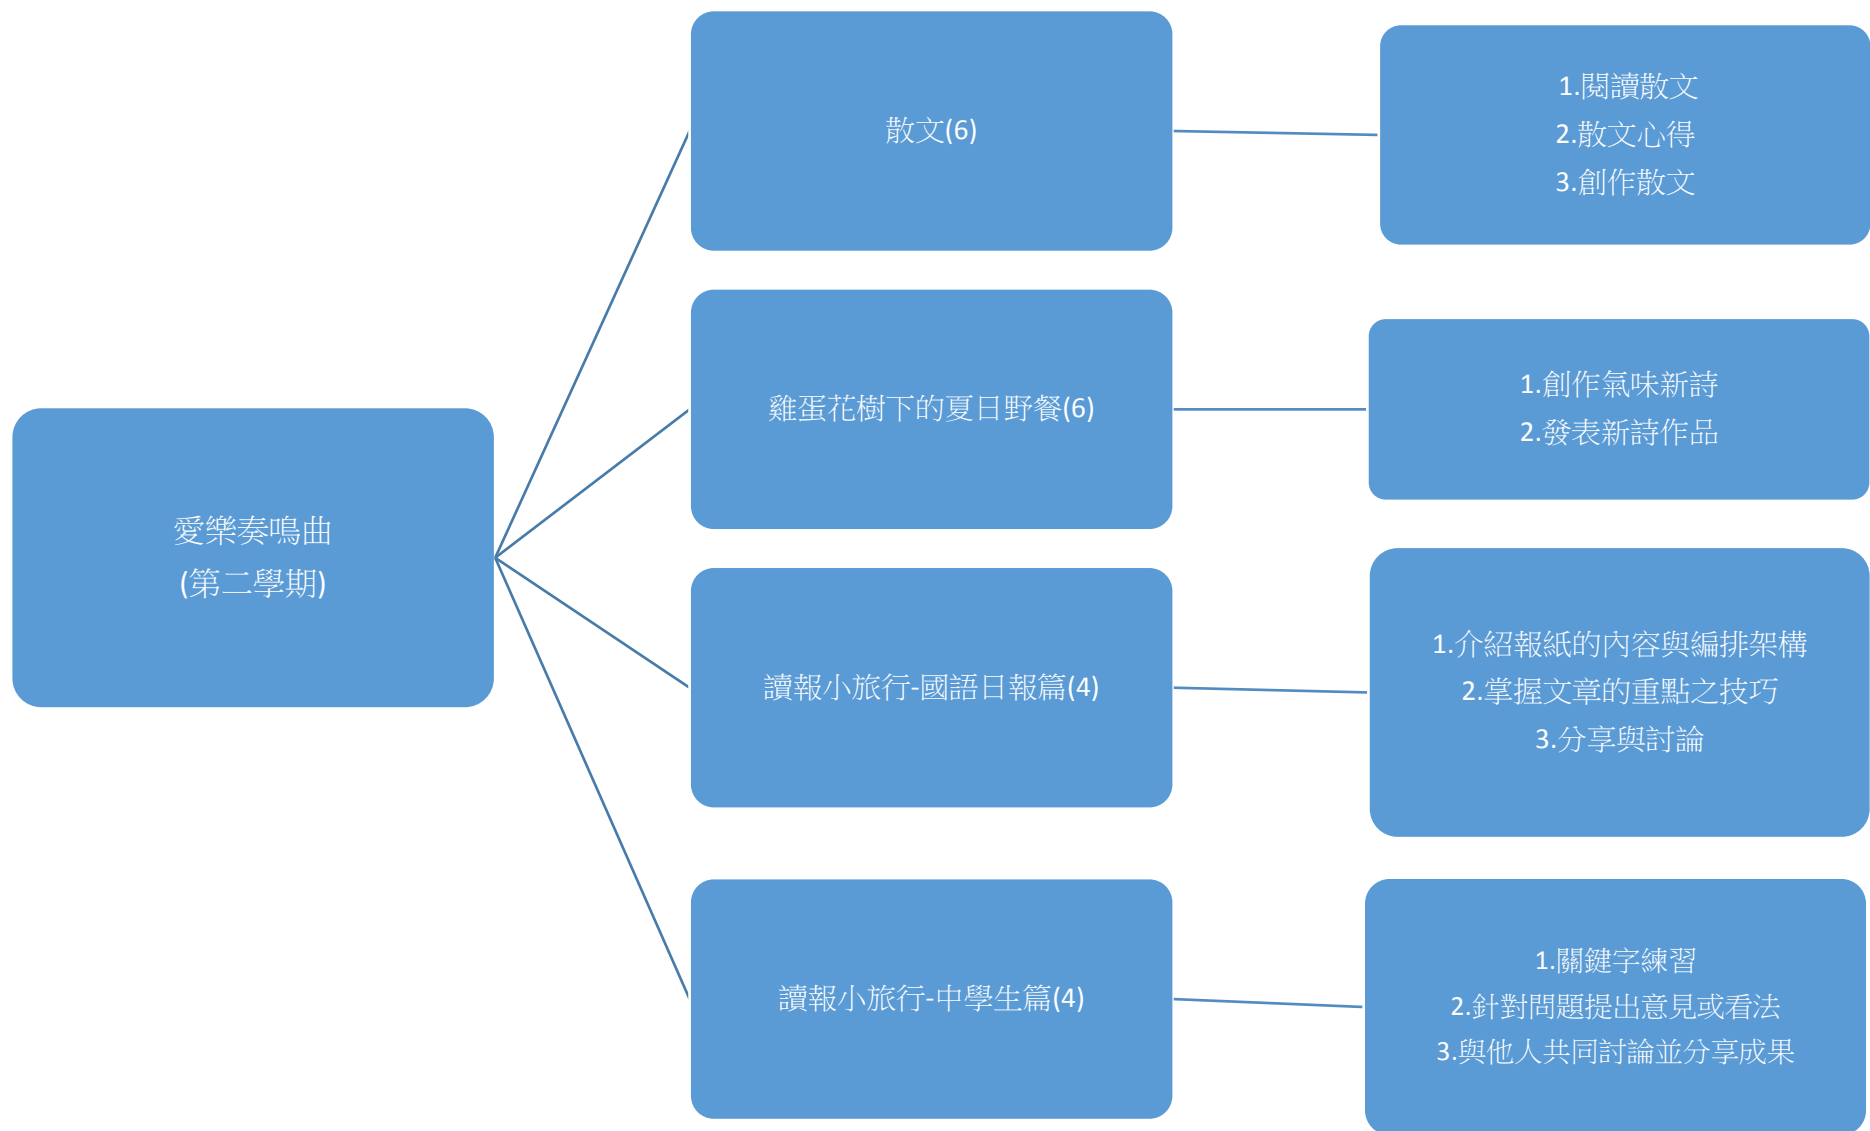 愛樂奏鳴曲
(第二學期)
散文(6)
1.閱讀散文
2.散文心得
3.創作散文
雞蛋花樹下的夏日野餐(6)
1.創作氣味新詩
2.發表新詩作品
讀報小旅行-國語日報篇(4)
1.介紹報紙的內容與編排架構
2.掌握文章的重點之技巧
3.分享與討論
讀報小旅行-中學生篇(4)
1.關鍵字練習
2.針對問題提出意見或看法
3.與他人共同討論並分享成果